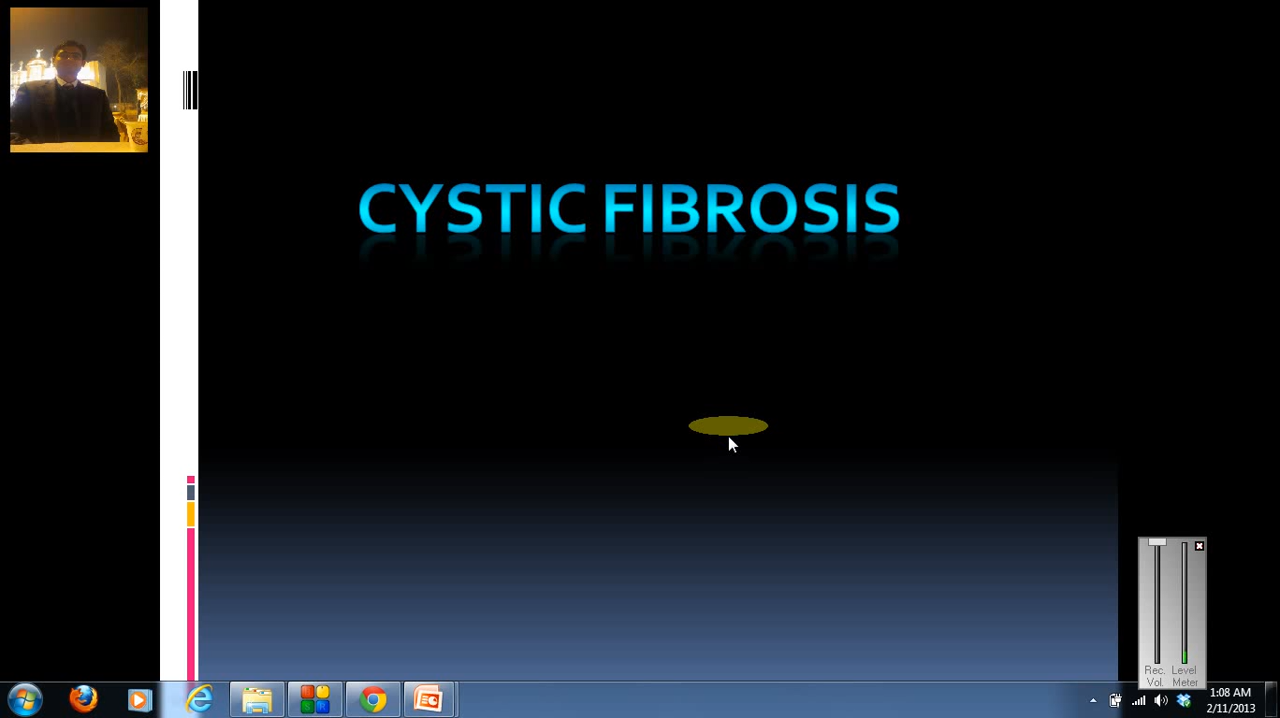 CYSTIC FIBROSIS
Rec. Level
Vol. Meter
1:08 AM
2/11/2013